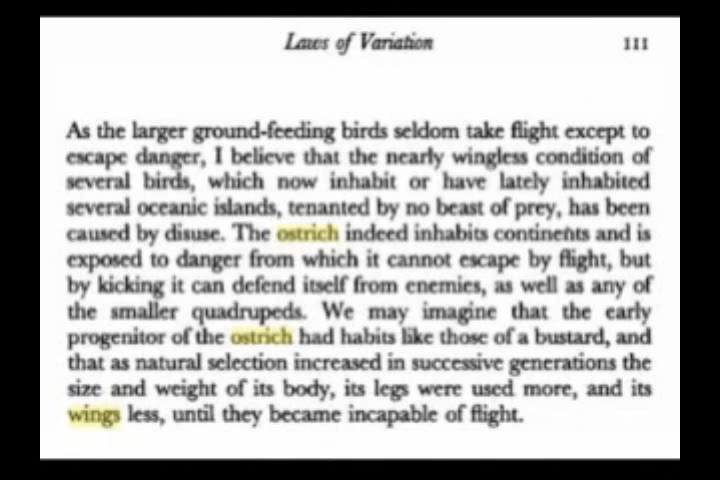 Laws of Variation 111
As the larger ground-feeding birds seldom take flight except to
escape danger, I believe that the nearly wingless condition of
several birds, which now inhabit or have lately inhabited
several oceanic islands, tenanted by no beast of prey, has been
caused by disuse. The ostrich indeed inhabits continents and is
exposed to danger from which it cannot escape by flight, but
by kicking it can defend itself from enemies, as well as any of
the smaller quadrupeds. We may imagine that the early
progenitor of the ostrich had habits like those of a bustard, and
that as natural selection increased in successive generations the
size and weight of its body, its legs were used more, and its
wings less, until they became incapable of flight.